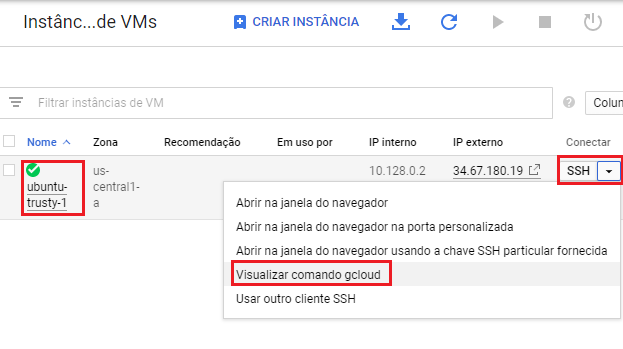 Instânc...de VMs
CRIAR INSTÂNCIA
Filtrar instâncias de VM
Colun
Nome
Zona
Recomendação
Em uso por
IP interno
IP externo
Conectar
ubuntu-
trusty-1
us-
central1-
a
10.128.0.2
34.67.180.19
SSH
Abrir na janela do navegador
Abrir na janela do navegador na porta personalizada
Abrir na janela do navegador usando a chave SSH particular fornecida
Visualizar comando gcloud
Usar outro cliente SSH